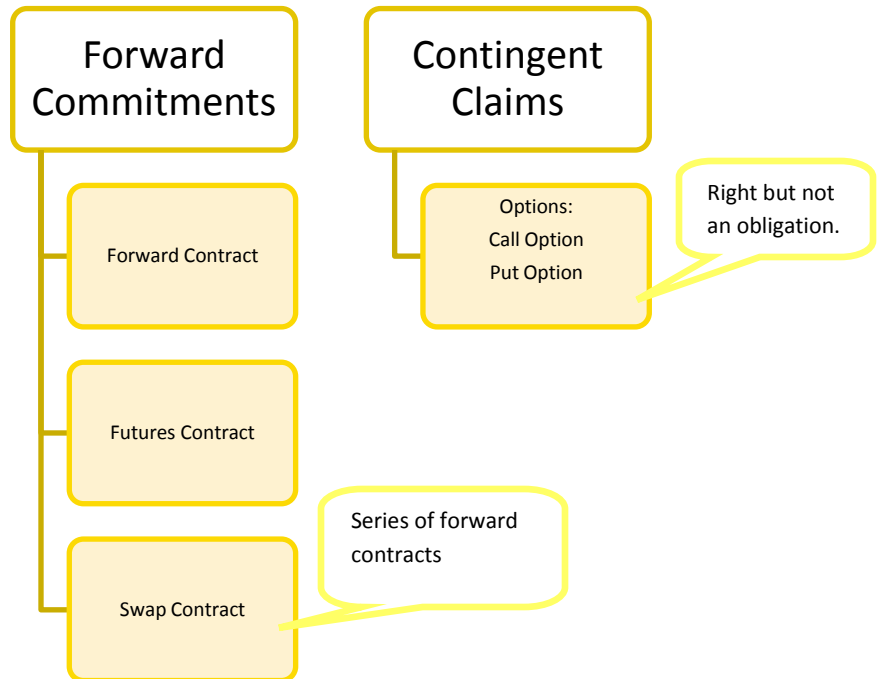 Forward
Commitments
Forward Contract
Futures Contract
Swap Contract
Series of forward
contracts
Contingent
Claims
Options:
Call Option
Put Option
Right but not
an obligation.